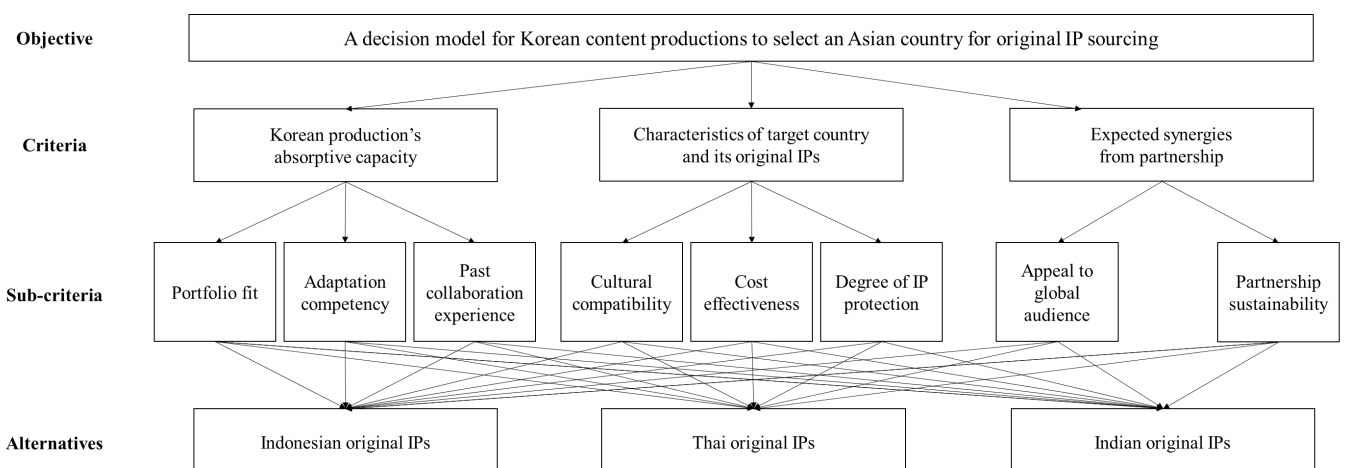 Objective
A decision model for Korean content productions to select an Asian country for original IP sourcing
Criteria
Korean production’s
absorptive capacity
Characteristics of target country
and its original IPs
Expected synergies
from partnership
Sub-criteria
Portfolio fit
Adaptation
competency
Past
collaboration
experience
Cultural
compatibility
Cost
effectiveness
Degree of IP
protection
Appeal to
global
audience
Partnership
sustainability
Alternatives
Indonesian original IPs
Thai original IPs
Indian original IPs